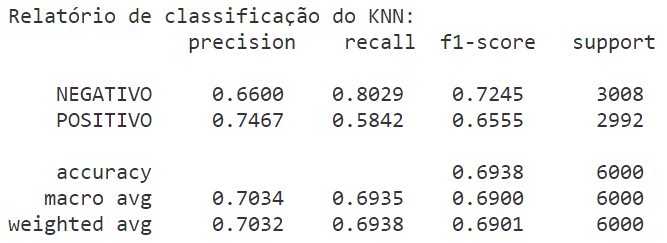 Relatório de classificação do KNN:
precision recall f1-score support
NEGATIVO 0.6600 0.8029 0.7245 3008
POSITIVO 0.7467 0.5842 0.6555 2992
accuracy 0.6938 6000
macro avg 0.7034 0.6935 0.6900 6000
weighted avg 0.7032 0.6938 0.6901 6000